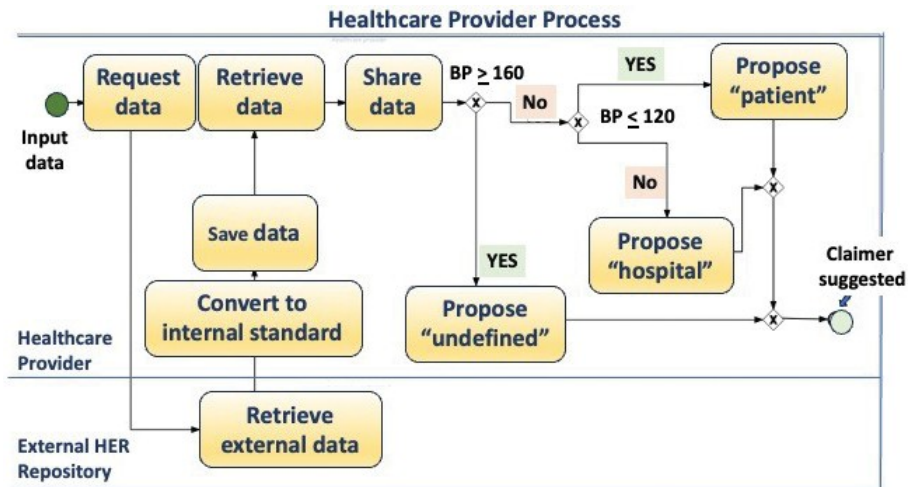 Healthcare Provider Process
Healthcare provider
Request
data
Retrieve
data
Share
data
BP ≥ 160
YES
Propose
"patient"
No
BP ≤ 120
Input
data
No
Save data
Propose
"hospital"
YES
Claimer
suggested
Convert to
internal standard
Propose
"undefined"
Healthcare
Provider
Retrieve
external data
External HER
Repository